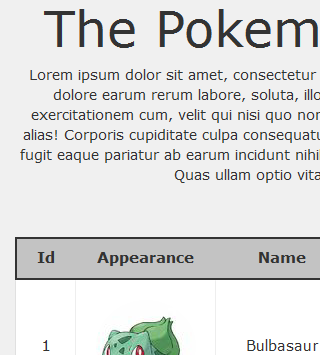 The Pokem
Lorem ipsum dolor sit amet, consectetur
dolore earum rerum labore, soluta, illo
exercitationem cum, velit qui nisi quo non
alias! Corporis cupiditate culpa consequatu
fugit eaque pariatur ab earum incidunt nihil
Quas ullam optio vita
Id Appearance Name
1 Bulbasaur